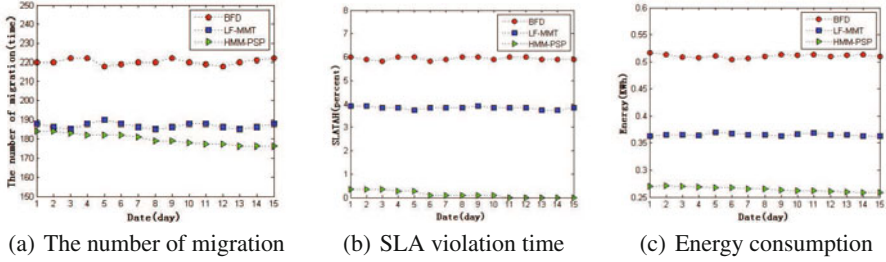 The number of migration(time)
250
240
230
220
210
200
190
180
170
160
150
BFD
LF-MMT
HMM-PSP
1 2 3 4 5 6 7 8 9 10 11 12 13 14 15
Date(day)
(a) The number of migration
SLATAH(percent)
8
7
6
5
4
3
2
1
0
BFD
LF-MMT
HMM-PSP
1 2 3 4 5 6 7 8 9 10 11 12 13 14 15
Date(day)
(b) SLA violation time
Energy(KWh)
0.6
0.55
0.5
0.45
0.4
0.35
0.3
0.25
BFD
LF-MMT
HMM-PSP
1 2 3 4 5 6 7 8 9 10 11 12 13 14 15
Date(day)
(c) Energy consumption